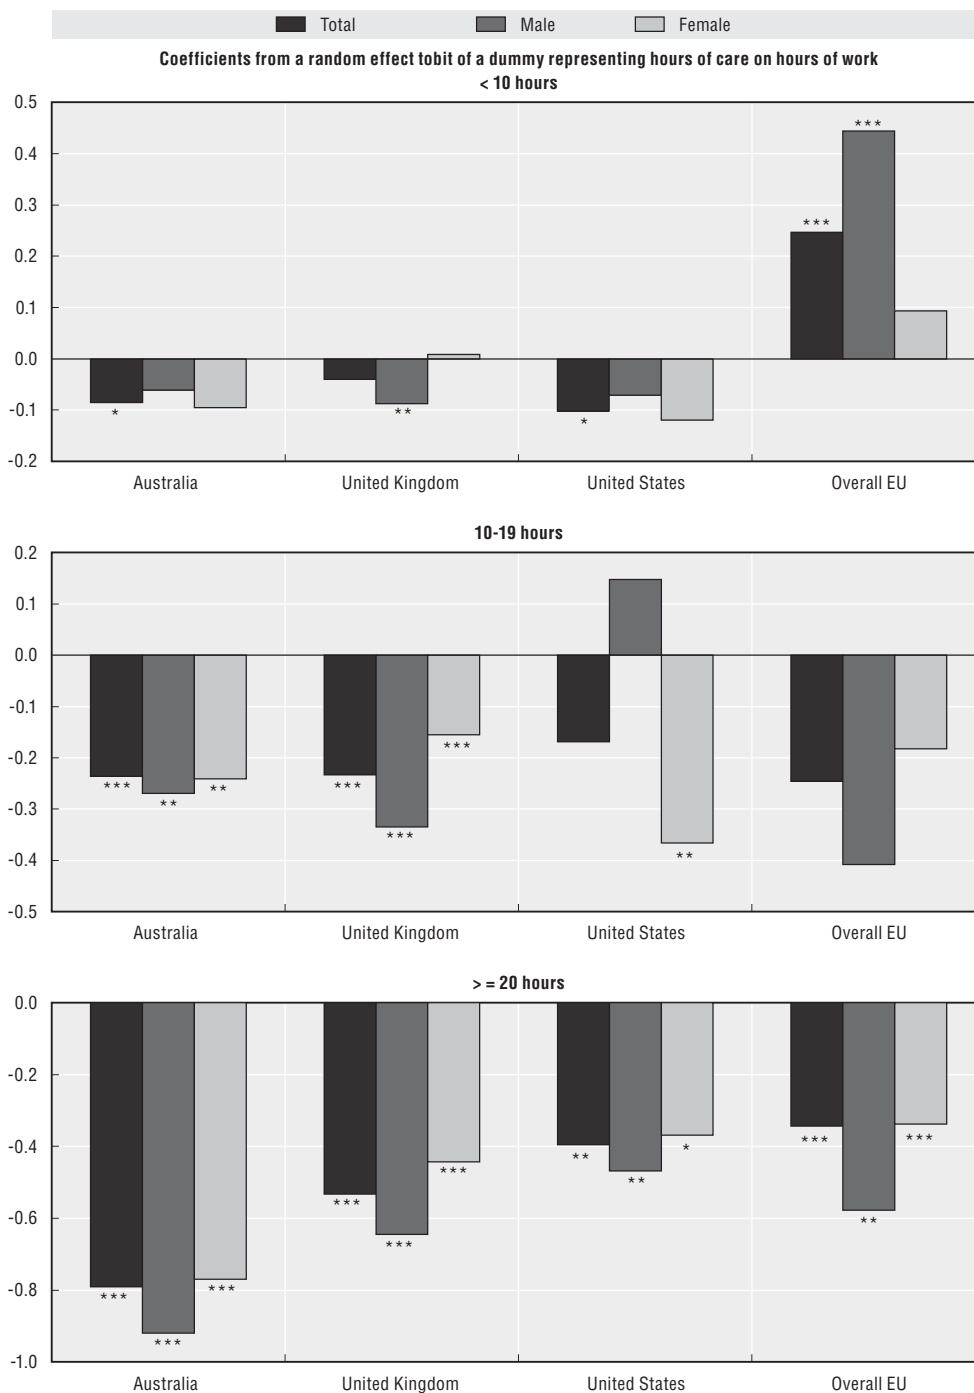 Total Male Female
Coefficients from a random effect tobit of a dummy representing hours of care on hours of work
< 10 hours
0.5
***
0.4
0.3
***
0.2
0.1
0.0
-0.1
* ** *
-0.2
Australia United Kingdom United States Overall EU
10-19 hours
0.2
0.1
0.0
-0.1
***
-0.2
*** ** ** ***
-0.3
***
**
-0.4
-0.5
Australia United Kingdom United States Overall EU
> = 20 hours
0.0
-0.2
* *** ***
-0.4
*** ** **
***
**
-0.6
-0.8
*** *** ***
-1.0
Australia United Kingdom United States Overall EU